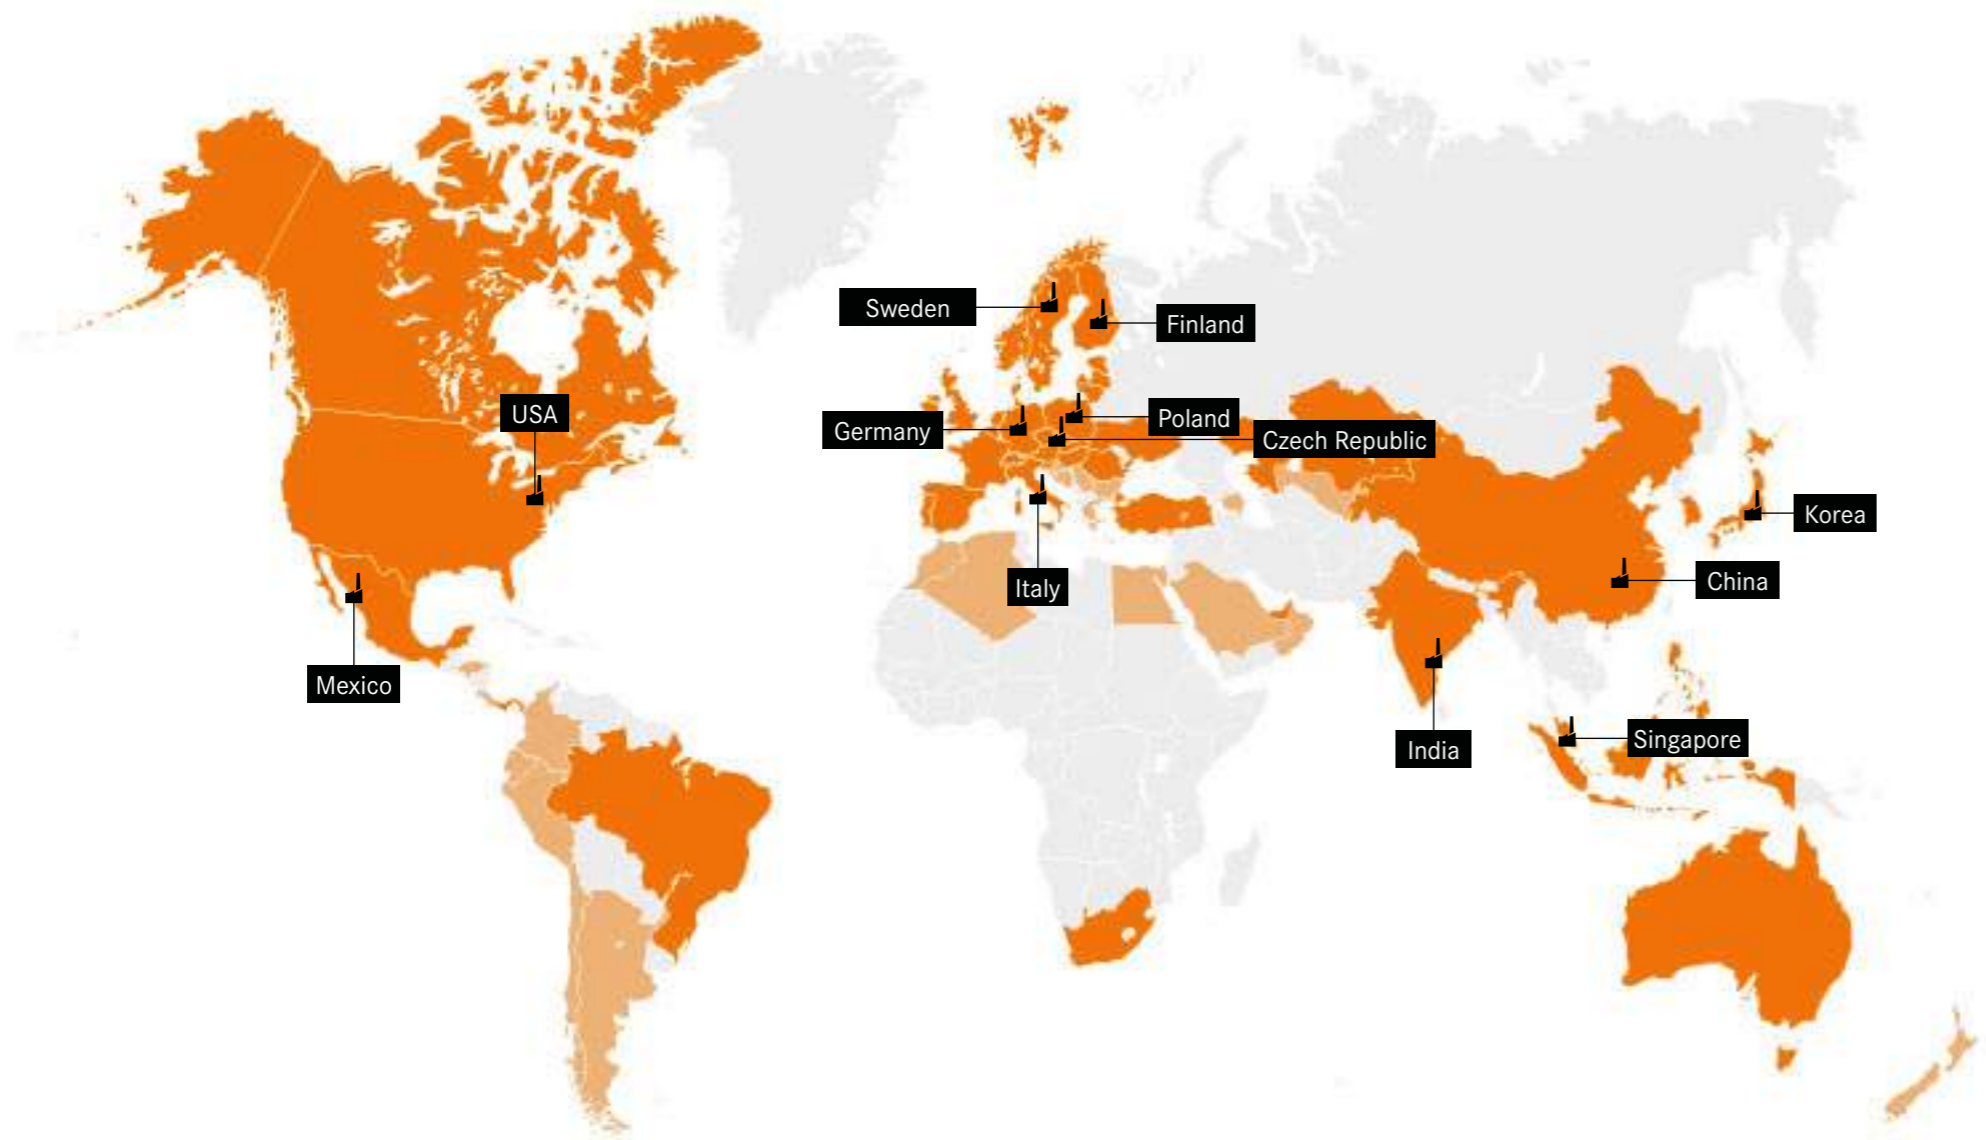 Sweden
Finland
USA
Germany
Poland
Czech Republic
Korea
Italy
China
Mexico
India
Singapore